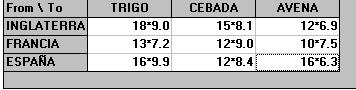 From \ To TRIGO CEBADA AVENA
INGLATERRA 18*9.0 15*8.1 12*6.9
FRANCIA 13*7.2 12*9.0 10*7.5
ESPAÑA 16*9.9 12*8.4 16*6.3